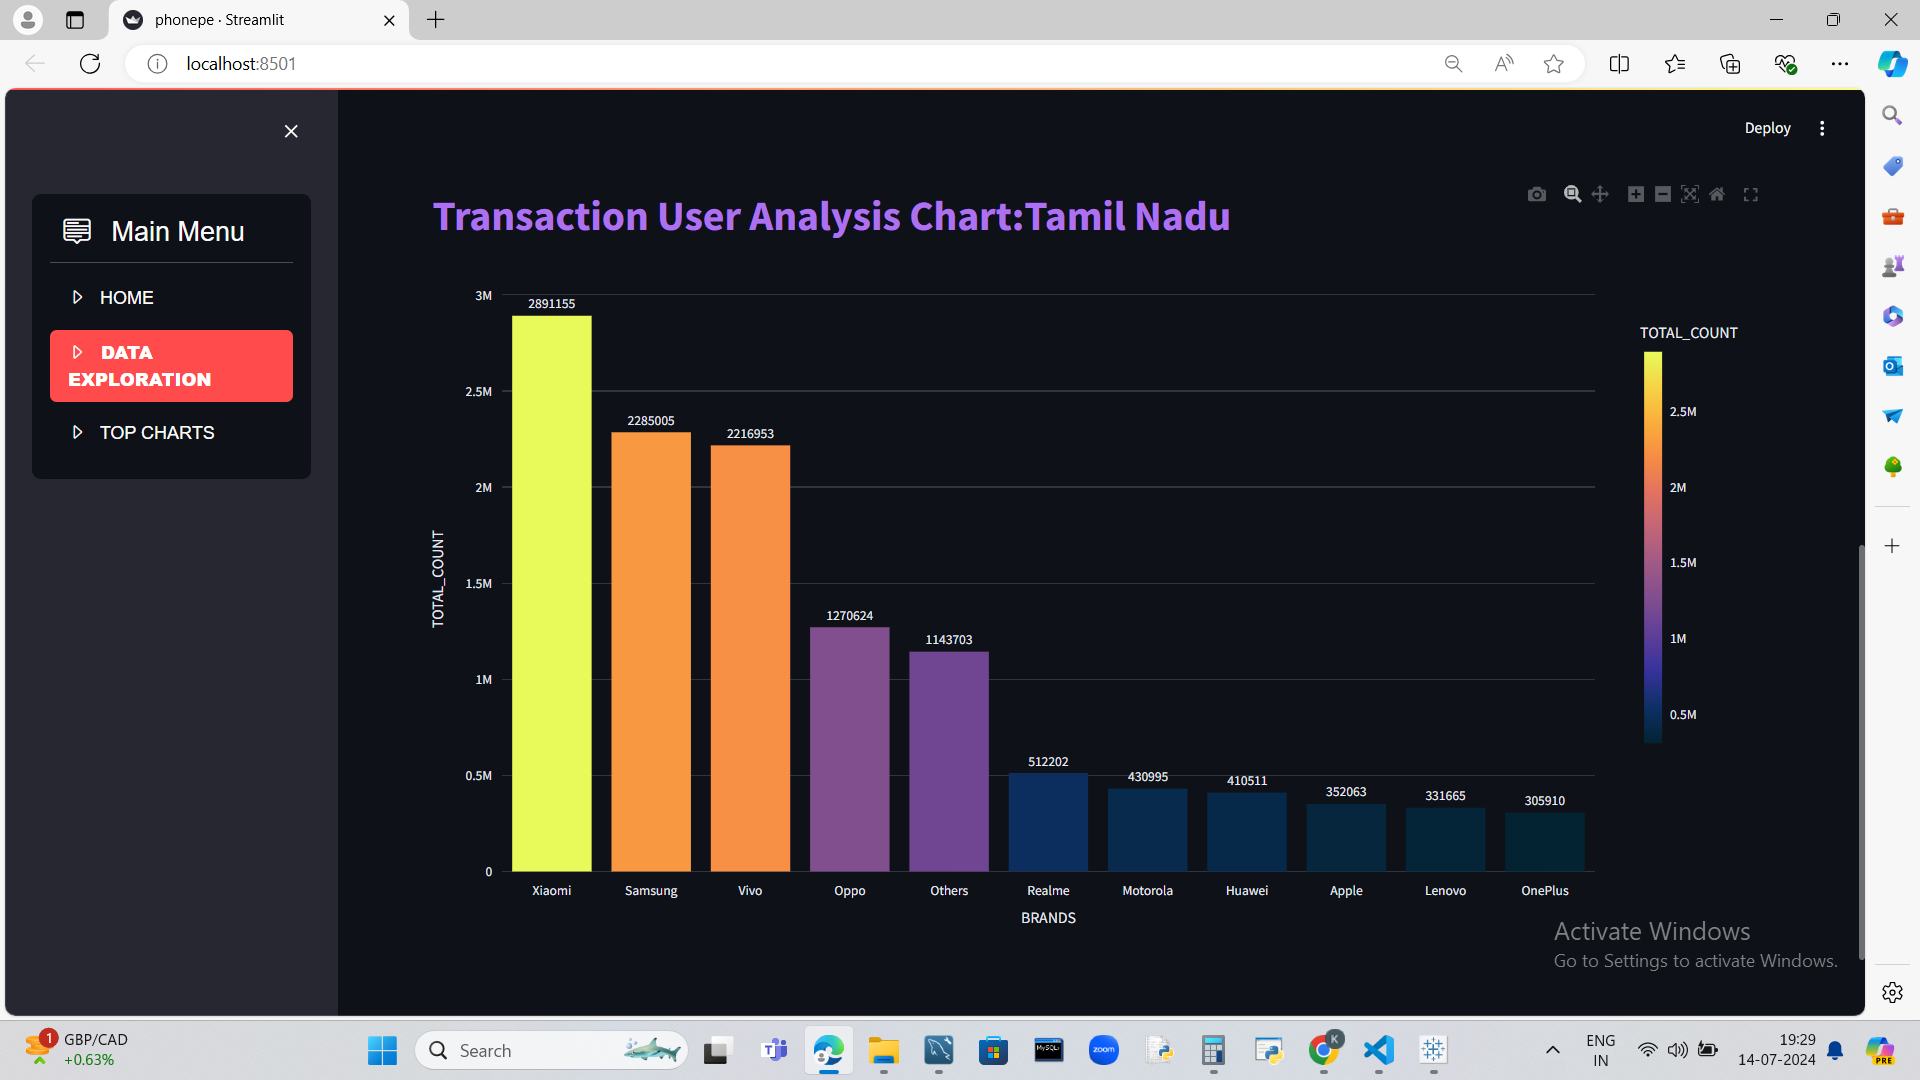 phonepe · Streamlit
localhost:8501
Deploy
Main Menu
HOME
DATA
EXPLORATION
TOP CHARTS
Transaction User Analysis Chart:Tamil Nadu
TOTAL_COUNT
3M
2.5M
2M
1.5M
1M
0.5M
0
2891155
2285005
2216953
1270624
1143703
512202
430995
410511
352063
331665
305910
Xiaomi
Samsung
Vivo
Oppo
Others
Realme
Motorola
Huawei
Apple
Lenovo
OnePlus
BRANDS
TOTAL_COUNT
2.5M
2M
1.5M
1M
0.5M
Activate Windows
Go to Settings to activate Windows.
1
GBP/CAD
+0.63%
Search
zoom
MySQL
K
ENG
IN
19:29
14-07-2024
PRE